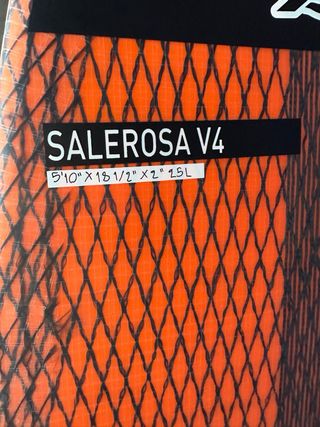 SALEROSA V4
5'10" X 18 1/2" X 2" 25L